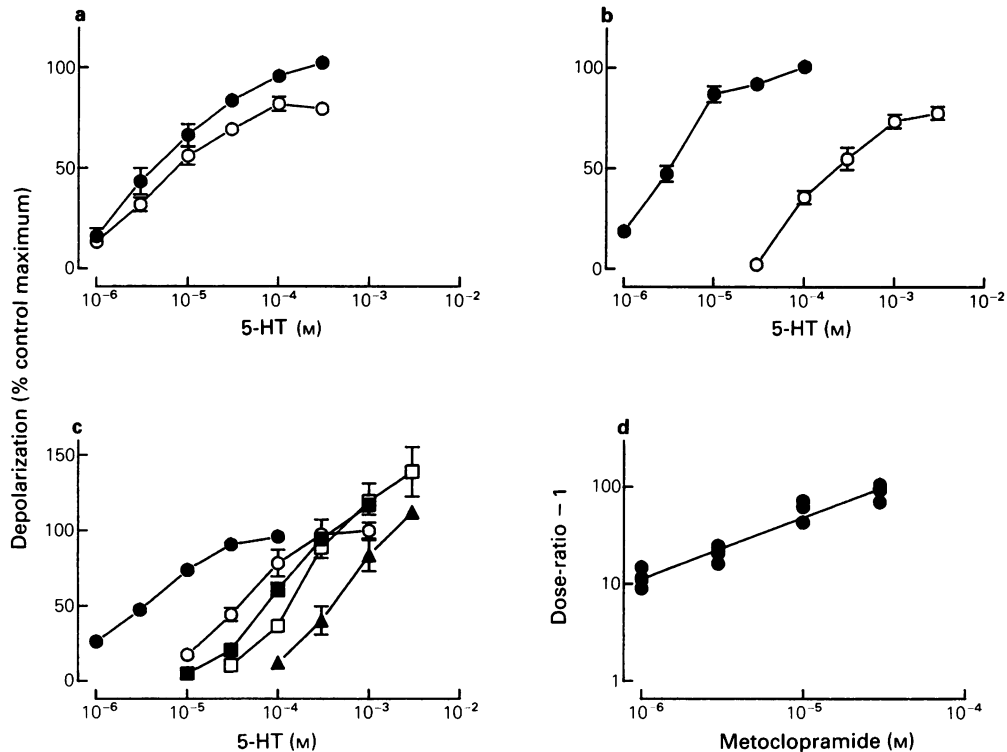 Depolarization (% control maximum)
a
100
50
0
10⁻⁶ 10⁻⁵ 10⁻⁴ 10⁻³ 10⁻²
5-HT (M)
b
100
50
0
10⁻⁶ 10⁻⁵ 10⁻⁴ 10⁻³ 10⁻²
5-HT (M)
c
150
100
50
0
10⁻⁶ 10⁻⁵ 10⁻⁴ 10⁻³ 10⁻²
5-HT (M)
d
Dose-ratio – 1
100
10
1
10⁻⁶ 10⁻⁵ 10⁻⁴
Metoclopramide (M)